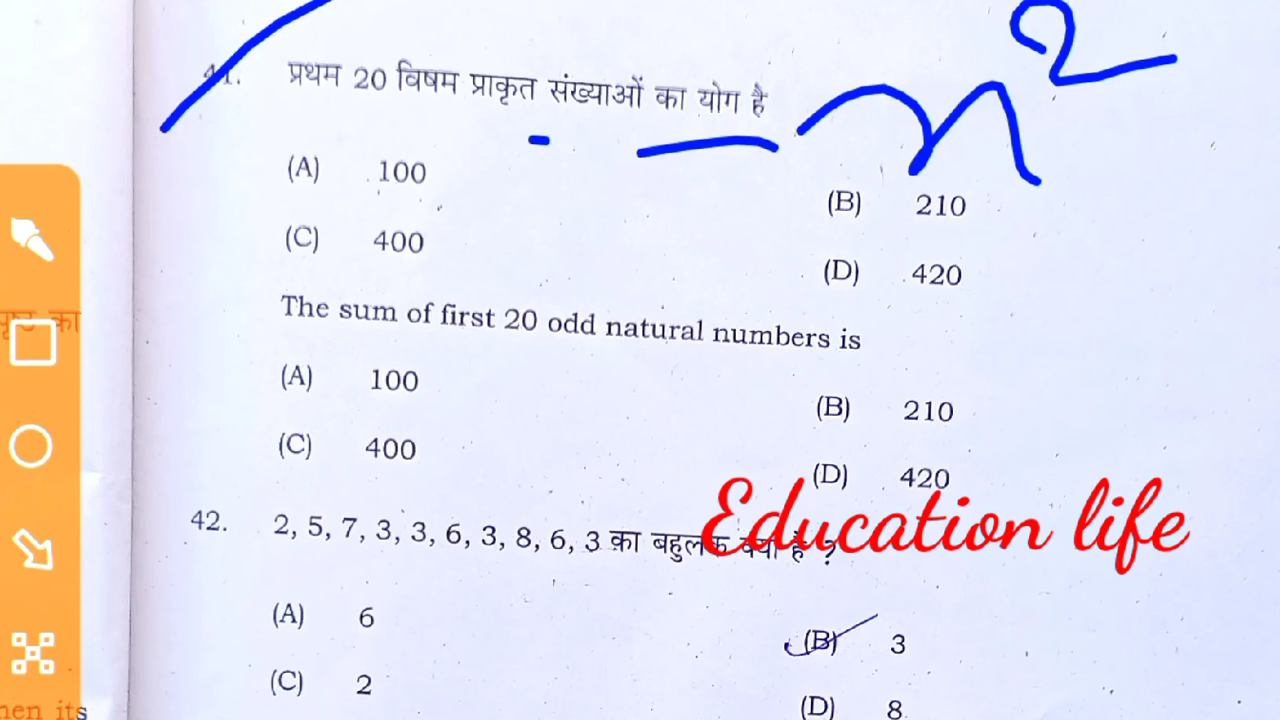 n²
41. प्रथम 20 विषम प्राकृत संख्याओं का योग है
(A) 100
(B) 210
(C) 400
(D) 420
The sum of first 20 odd natural numbers is
(A) 100
(B) 210
(C) 400
(D) 420
Education life
42. 2, 5, 7, 3, 3, 6, 3, 8, 6, 3 का बहुलक क्या है ?
(A) 6
(B) 3
(C) 2
(D) 8
का
its